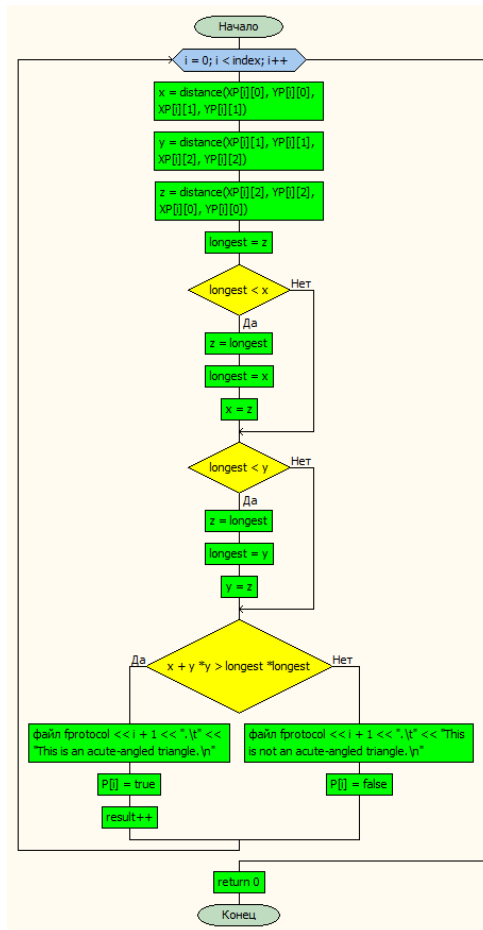 Начало
i = 0; i < index; i++
x = distance(XP[i][0], YP[i][0],
XP[i][1], YP[i][1])
y = distance(XP[i][1], YP[i][1],
XP[i][2], YP[i][2])
z = distance(XP[i][2], YP[i][2],
XP[i][0], YP[i][0])
longest = z
longest < x
Нет
Да
z = longest
longest = x
x = z
longest < y
Нет
Да
z = longest
longest = y
y = z
Да
x + y *y > longest *longest
Нет
файл fprotocol << i + 1 << ".\t" <<
"This is an acute-angled triangle.\n"
файл fprotocol << i + 1 << ".\t" << "This
is not an acute-angled triangle.\n"
P[i] = true
P[i] = false
result++
return 0
Конец